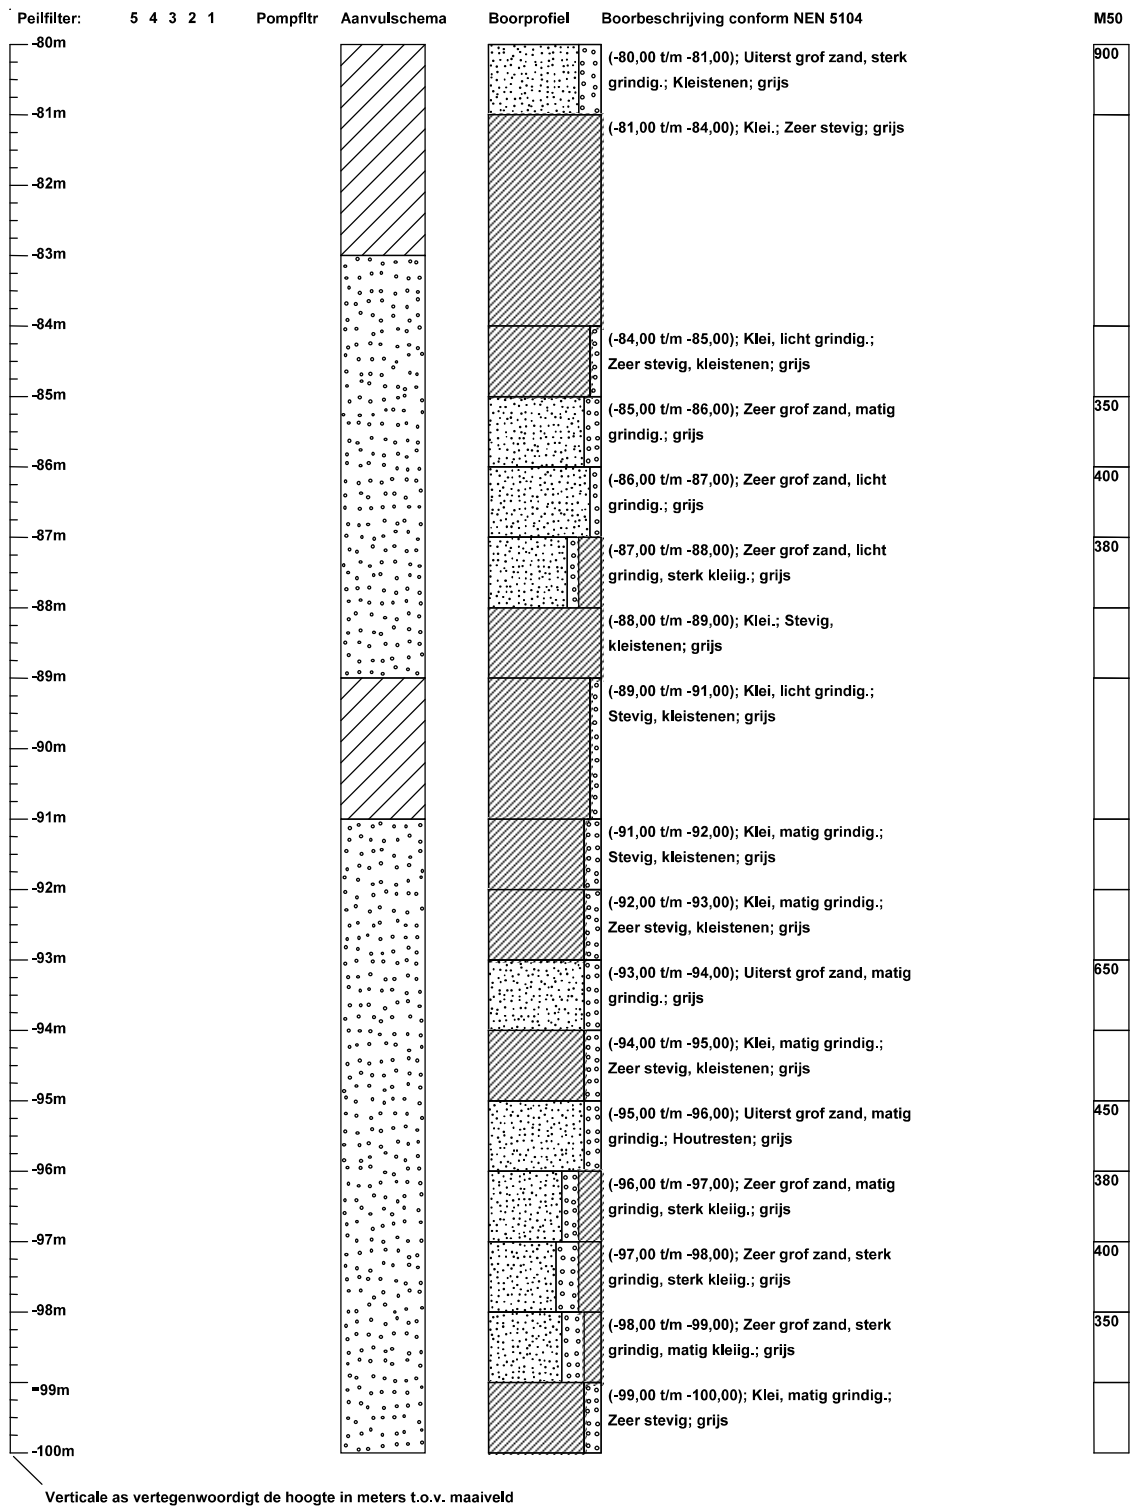 Peilfilter: 5 4 3 2 1 Pompfltr Aanvulschema Boorprofiel Boorbeschrijving conform NEN 5104 M50
-80m
(-80,00 t/m -81,00); Uiterst grof zand, sterk
grindig.; Kleistenen; grijs
900
-81m
(-81,00 t/m -84,00); Klei.; Zeer stevig; grijs
-82m
-83m
-84m
(-84,00 t/m -85,00); Klei, licht grindig.;
Zeer stevig, kleistenen; grijs
-85m
(-85,00 t/m -86,00); Zeer grof zand, matig
grindig.; grijs
350
-86m
(-86,00 t/m -87,00); Zeer grof zand, licht
grindig.; grijs
400
-87m
(-87,00 t/m -88,00); Zeer grof zand, licht
grindig, sterk kleiig.; grijs
380
-88m
(-88,00 t/m -89,00); Klei.; Stevig,
kleistenen; grijs
-89m
(-89,00 t/m -91,00); Klei, licht grindig.;
Stevig, kleistenen; grijs
-90m
-91m
(-91,00 t/m -92,00); Klei, matig grindig.;
Stevig, kleistenen; grijs
-92m
(-92,00 t/m -93,00); Klei, matig grindig.;
Zeer stevig, kleistenen; grijs
-93m
(-93,00 t/m -94,00); Uiterst grof zand, matig
grindig.; grijs
650
-94m
(-94,00 t/m -95,00); Klei, matig grindig.;
Zeer stevig, kleistenen; grijs
-95m
(-95,00 t/m -96,00); Uiterst grof zand, matig
grindig.; Houtresten; grijs
450
-96m
(-96,00 t/m -97,00); Zeer grof zand, matig
grindig, sterk kleiig.; grijs
380
-97m
(-97,00 t/m -98,00); Zeer grof zand, sterk
grindig, sterk kleiig.; grijs
400
-98m
(-98,00 t/m -99,00); Zeer grof zand, sterk
grindig, matig kleiig.; grijs
350
-99m
(-99,00 t/m -100,00); Klei, matig grindig.;
Zeer stevig; grijs
-100m
Verticale as vertegenwoordigt de hoogte in meters t.o.v. maaiveld